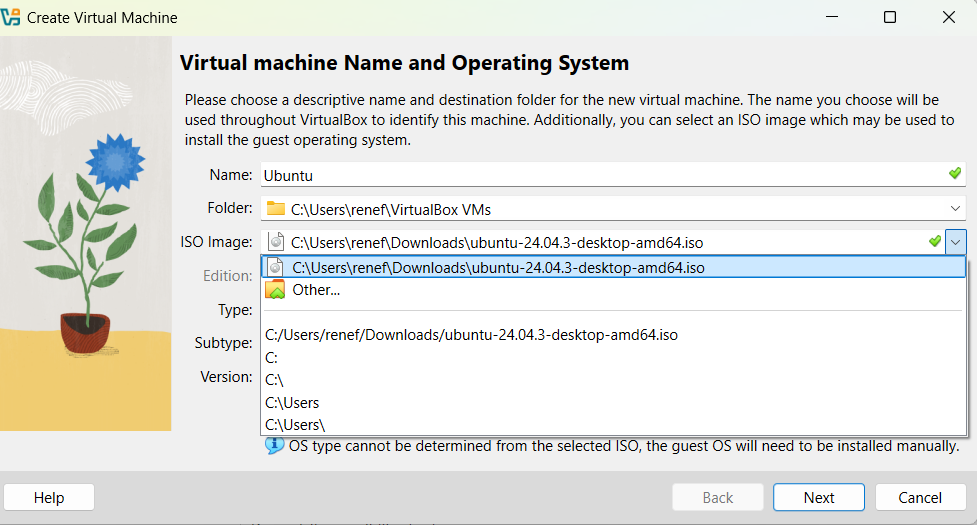 Create Virtual Machine
Virtual machine Name and Operating System
Please choose a descriptive name and destination folder for the new virtual machine. The name you choose will be
used throughout VirtualBox to identify this machine. Additionally, you can select an ISO image which may be used to
install the guest operating system.
Name: Ubuntu
Folder: C:\Users\renef\VirtualBox VMs
ISO Image: C:\Users\renef\Downloads\ubuntu-24.04.3-desktop-amd64.iso
C:\Users\renef\Downloads\ubuntu-24.04.3-desktop-amd64.iso
Edition:
Other...
Type:
C:/Users/renef/Downloads/ubuntu-24.04.3-desktop-amd64.iso
Subtype:
C:
Version:
C:\
C:\Users
C:\Users\
OS type cannot be determined from the selected ISO, the guest OS will need to be installed manually.
Help Back Next Cancel